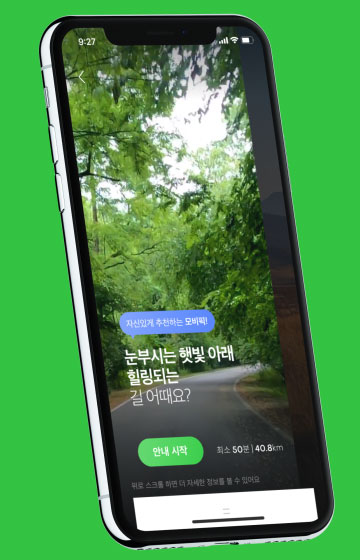 9:27
자신있게 추천하는 모비픽!
눈부시는 햇빛 아래
힐링되는
길 어때요?
안내 시작
최소 50분 | 40.8km
위로 스크롤 하면 더 자세한 정보를 볼 수 있어요